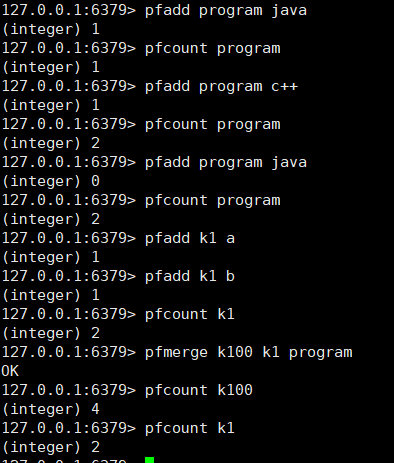 127.0.0.1:6379> pfadd program java
(integer) 1
127.0.0.1:6379> pfcount program
(integer) 1
127.0.0.1:6379> pfadd program c++
(integer) 1
127.0.0.1:6379> pfcount program
(integer) 2
127.0.0.1:6379> pfadd program java
(integer) 0
127.0.0.1:6379> pfcount program
(integer) 2
127.0.0.1:6379> pfadd k1 a
(integer) 1
127.0.0.1:6379> pfadd k1 b
(integer) 1
127.0.0.1:6379> pfcount k1
(integer) 2
127.0.0.1:6379> pfmerge k100 k1 program
OK
127.0.0.1:6379> pfcount k100
(integer) 4
127.0.0.1:6379> pfcount k1
(integer) 2